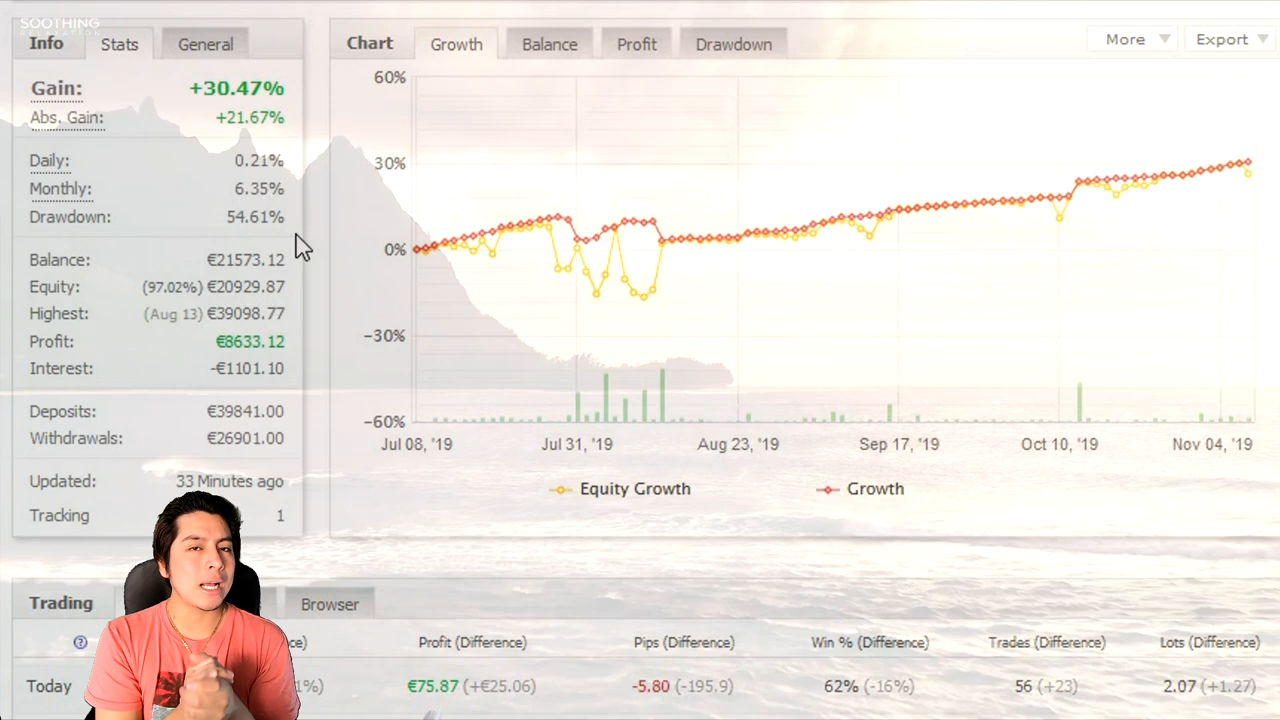 SOOTHING
RELAXATION
Info Stats General
Gain: +30.47%
Abs. Gain: +21.67%
Daily: 0.21%
Monthly: 6.35%
Drawdown: 54.61%
Balance: €21573.12
Equity: (97.02%) €20929.87
Highest: (Aug 13) €39098.77
Profit: €8633.12
Interest: -€1101.10
Deposits: €39841.00
Withdrawals: €26901.00
Updated: 33 Minutes ago
Tracking 1
Chart Growth Balance Profit Drawdown More Export
60%
30%
0%
−30%
−60%
Jul 08, '19 Jul 31, '19 Aug 23, '19 Sep 17, '19 Oct 10, '19 Nov 04, '19
Equity Growth Growth
Trading Browser
ce) Profit (Difference) Pips (Difference) Win % (Difference) Trades (Difference) Lots (Difference)
Today 1%) €75.87 (+€25.06) -5.80 (-195.9) 62% (-16%) 56 (+23) 2.07 (+1.27)